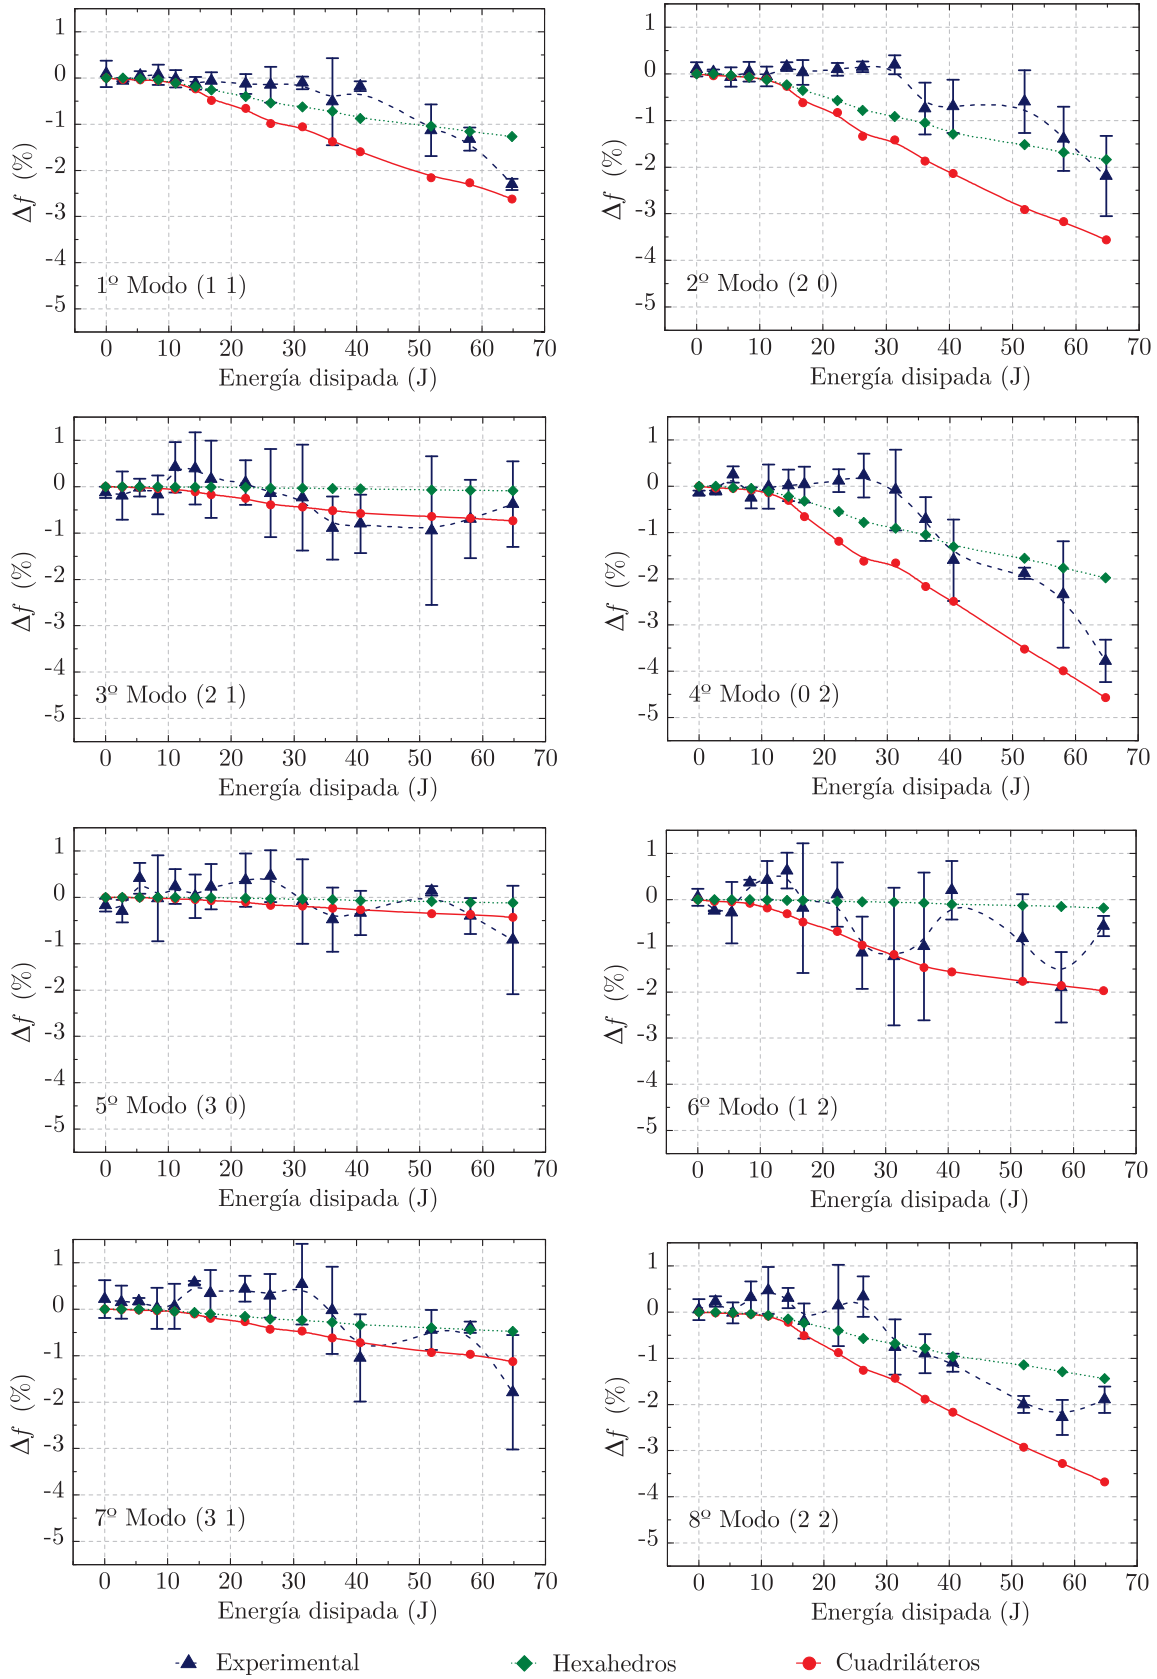 1
0
-1
-2
-3
-4
-5
Δf (%)
1º Modo (1 1)
0 10 20 30 40 50 60 70
Energía disipada (J)
1
0
-1
-2
-3
-4
-5
Δf (%)
2º Modo (2 0)
0 10 20 30 40 50 60 70
Energía disipada (J)
1
0
-1
-2
-3
-4
-5
Δf (%)
3º Modo (2 1)
0 10 20 30 40 50 60 70
Energía disipada (J)
1
0
-1
-2
-3
-4
-5
Δf (%)
4º Modo (0 2)
0 10 20 30 40 50 60 70
Energía disipada (J)
1
0
-1
-2
-3
-4
-5
Δf (%)
5º Modo (3 0)
0 10 20 30 40 50 60 70
Energía disipada (J)
1
0
-1
-2
-3
-4
-5
Δf (%)
6º Modo (1 2)
0 10 20 30 40 50 60 70
Energía disipada (J)
1
0
-1
-2
-3
-4
-5
Δf (%)
7º Modo (3 1)
0 10 20 30 40 50 60 70
Energía disipada (J)
1
0
-1
-2
-3
-4
-5
Δf (%)
8º Modo (2 2)
0 10 20 30 40 50 60 70
Energía disipada (J)
Experimental Hexahedros Cuadriláteros